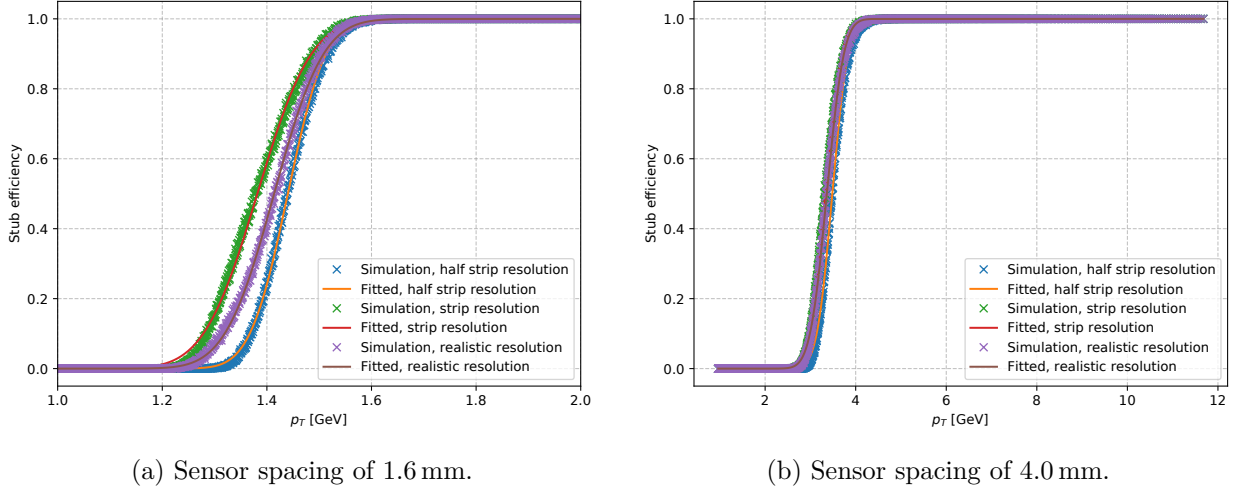 1.0
0.8
0.6
0.4
0.2
0.0
Stub efficiency
1.0
1.2
1.4
1.6
1.8
2.0
p_T [GeV]
Simulation, half strip resolution
Fitted, half strip resolution
Simulation, strip resolution
Fitted, strip resolution
Simulation, realistic resolution
Fitted, realistic resolution
(a) Sensor spacing of 1.6 mm.
1.0
0.8
0.6
0.4
0.2
0.0
Stub efficiency
2
4
6
8
10
12
p_T [GeV]
Simulation, half strip resolution
Fitted, half strip resolution
Simulation, strip resolution
Fitted, strip resolution
Simulation, realistic resolution
Fitted, realistic resolution
(b) Sensor spacing of 4.0 mm.